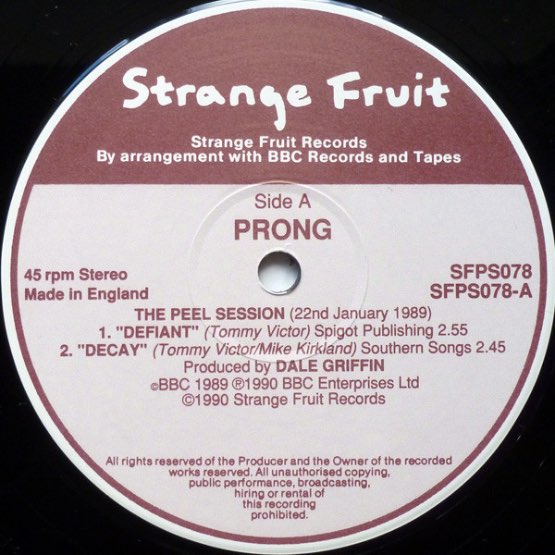 Strange Fruit
Strange Fruit Records
By arrangement with BBC Records and Tapes
Side A
PRONG
45 rpm Stereo
Made in England
SFPS078
SFPS078-A
THE PEEL SESSION (22nd January 1989)
1. "DEFIANT" (Tommy Victor) Spigot Publishing 2.55
2. "DECAY" (Tommy Victor/Mike Kirkland) Southern Songs 2.45
Produced by DALE GRIFFIN
©BBC 1989 ℗1990 BBC Enterprises Ltd
©1990 Strange Fruit Records
All rights reserved of the Producer and the Owner of the recorded
works reserved. All unauthorised copying,
public performance, broadcasting,
hiring or rental of
this recording
prohibited.